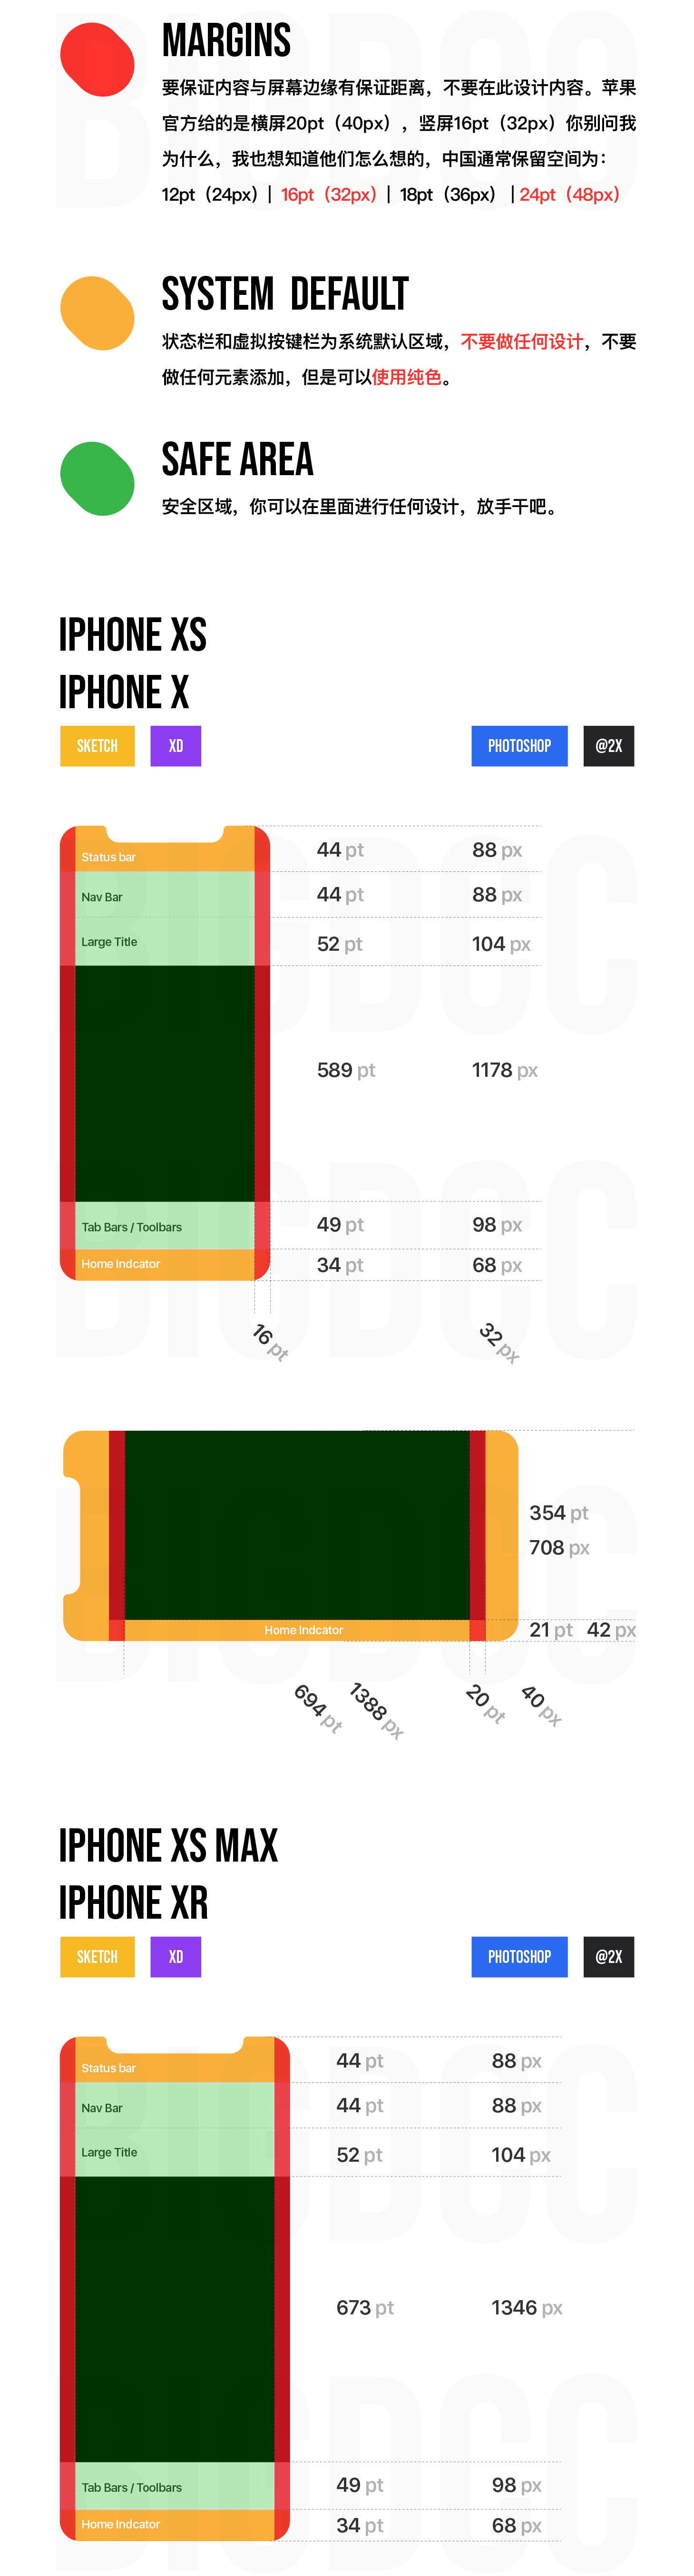 MARGINS
要保证内容与屏幕边缘有保证距离，不要在此设计内容。苹果
官方给的是横屏20pt（40px），竖屏16pt（32px）你别问我
为什么，我也想知道他们怎么想的，中国通常保留空间为：
12pt（24px）| 16pt（32px）| 18pt（36px） | 24pt（48px）
SYSTEM DEFAULT
状态栏和虚拟按键栏为系统默认区域，不要做任何设计，不要
做任何元素添加，但是可以使用纯色。
SAFE AREA
安全区域，你可以在里面进行任何设计，放手干吧。
IPHONE XS
IPHONE X
SKETCH XD PHOTOSHOP @2X
Status bar 44 pt 88 px
Nav Bar 44 pt 88 px
Large Title 52 pt 104 px
589 pt 1178 px
Tab Bars / Toolbars 49 pt 98 px
Home Indcator 34 pt 68 px
16 pt 32 px
354 pt
708 px
Home Indcator 21 pt 42 px
694 pt 1388 px 20 pt 40 px
IPHONE XS MAX
IPHONE XR
SKETCH XD PHOTOSHOP @2X
Status bar 44 pt 88 px
Nav Bar 44 pt 88 px
Large Title 52 pt 104 px
673 pt 1346 px
Tab Bars / Toolbars 49 pt 98 px
Home Indcator 34 pt 68 px
BIGDOC
BIGDOC
BIGDOC
BIGDOC
BIGDOC
BIGDOC